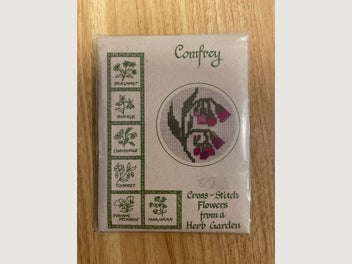 Comfrey
BERGAMOT
BORAGE
CHAMOMILE
COMFREY
EVENING
PRIMROSE
MARJORAM
Cross-Stitch
Flowers
from a
Herb Garden